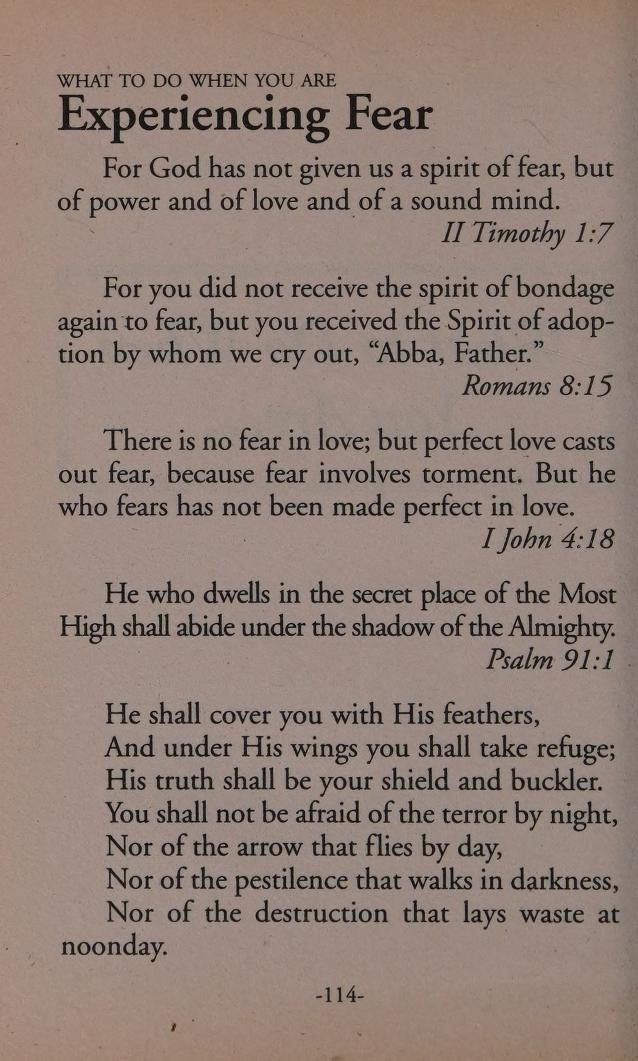 WHAT TO DO WHEN YOU ARE
Experiencing Fear
For God has not given us a spirit of fear, but
of power and of love and of a sound mind.
II Timothy 1:7
For you did not receive the spirit of bondage
again to fear, but you received the Spirit of adop-
tion by whom we cry out, “Abba, Father.”
Romans 8:15
There is no fear in love; but perfect love casts
out fear, because fear involves torment. But he
who fears has not been made perfect in love.
I John 4:18
He who dwells in the secret place of the Most
High shall abide under the shadow of the Almighty.
Psalm 91:1
He shall cover you with His feathers,
And under His wings you shall take refuge;
His truth shall be your shield and buckler.
You shall not be afraid of the terror by night,
Nor of the arrow that flies by day,
Nor of the pestilence that walks in darkness,
Nor of the destruction that lays waste at
noonday.
-114-